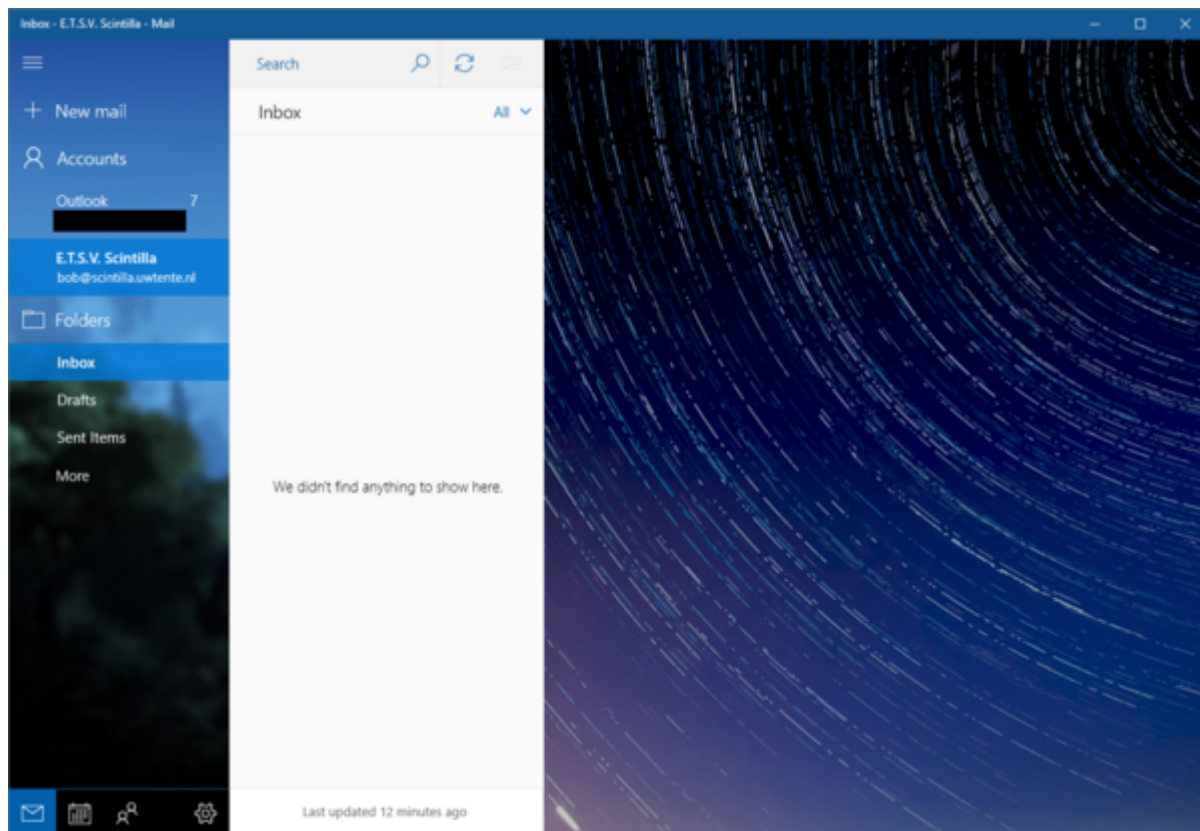 Inbox - E.T.S.V. Scintilla - Mail
Search
New mail
Inbox
All
Accounts
Outlook 7
E.T.S.V. Scintilla
bob@scintilla.uwtente.nl
Folders
Inbox
Drafts
Sent Items
More
We didn't find anything to show here.
Last updated 12 minutes ago